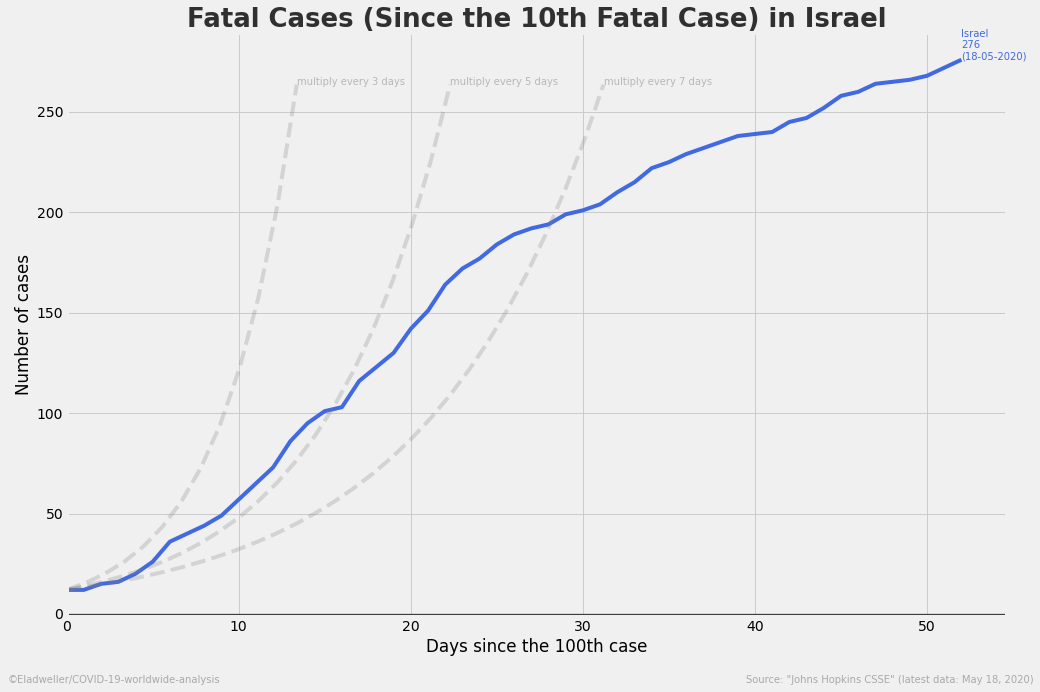 Fatal Cases (Since the 10th Fatal Case) in Israel
Israel
276
(18-05-2020)
multiply every 3 days
multiply every 5 days
multiply every 7 days
250
200
150
100
50
0
Number of cases
0 10 20 30 40 50
Days since the 100th case
©Eladweller/COVID-19-worldwide-analysis
Source: "Johns Hopkins CSSE" (latest data: May 18, 2020)